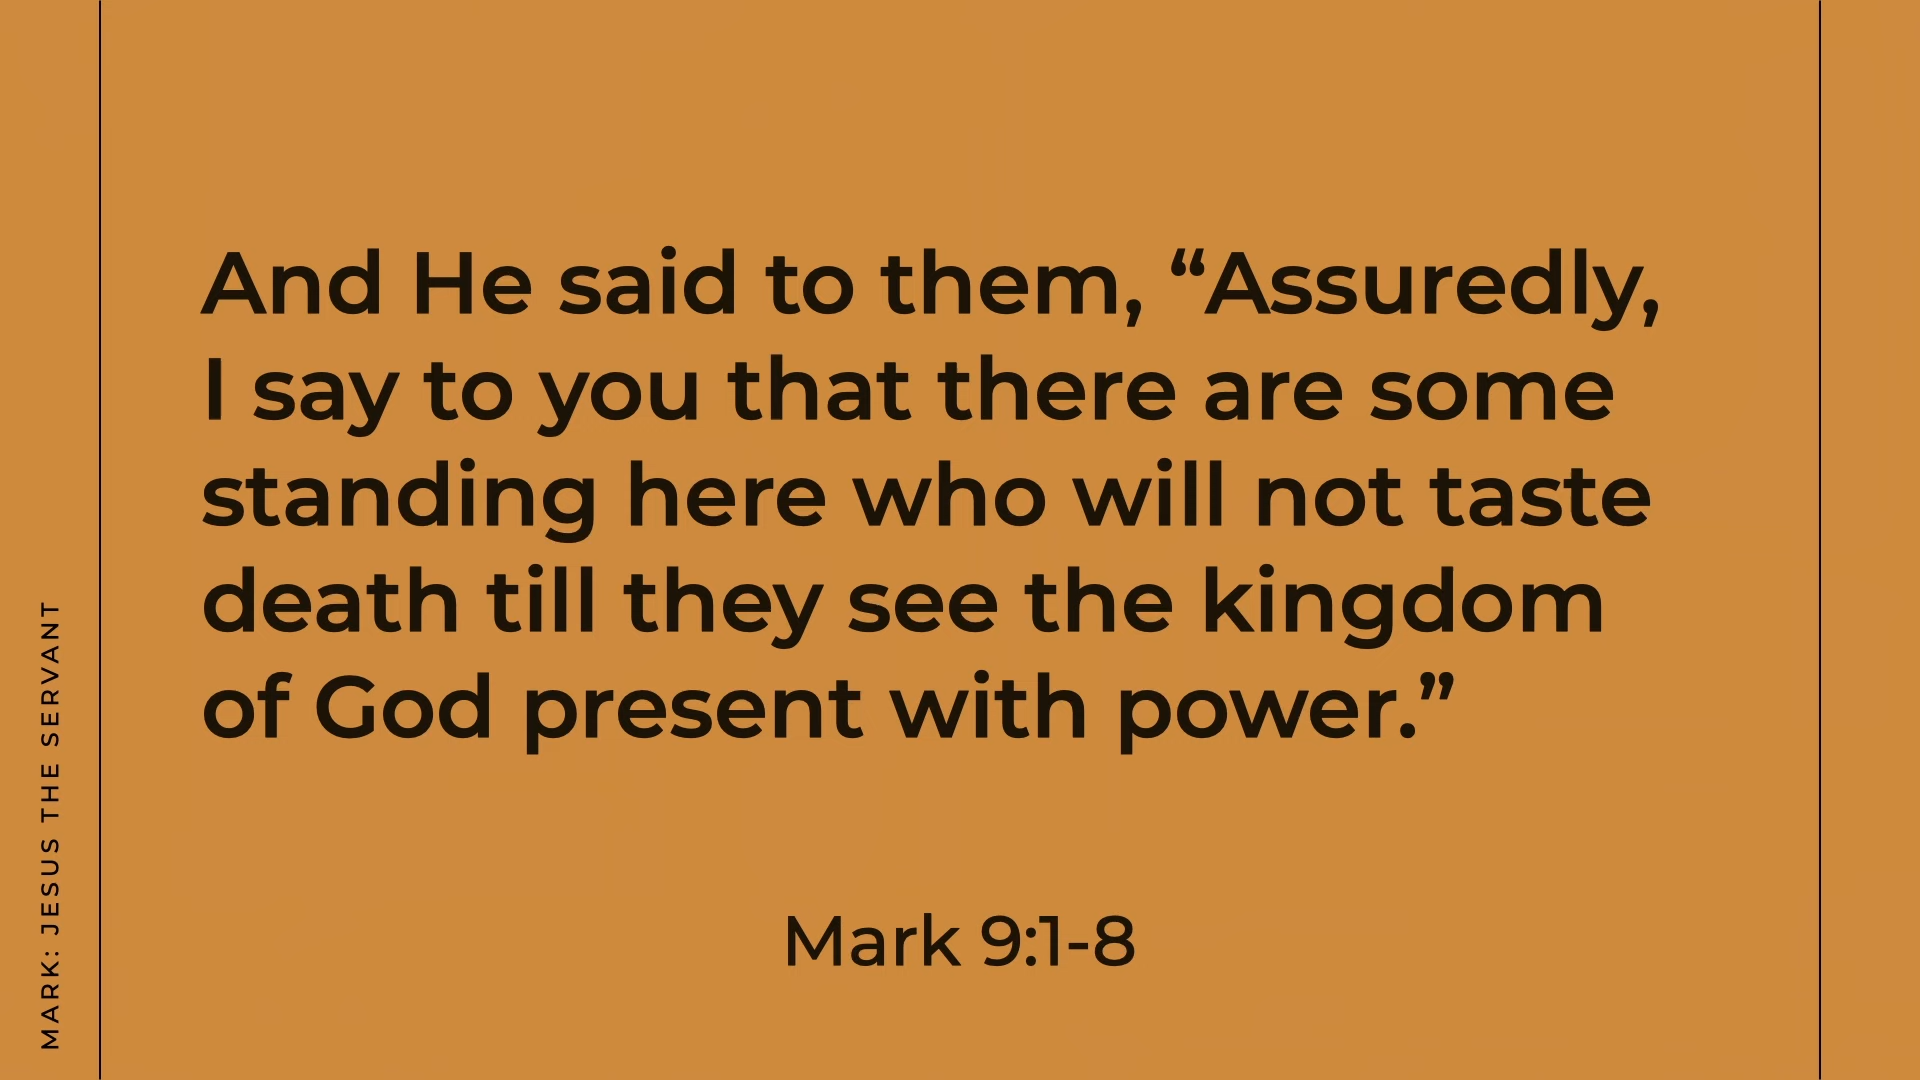 And He said to them, “Assuredly,
I say to you that there are some
standing here who will not taste
death till they see the kingdom
of God present with power.”
Mark 9:1-8
MARK: JESUS THE SERVANT